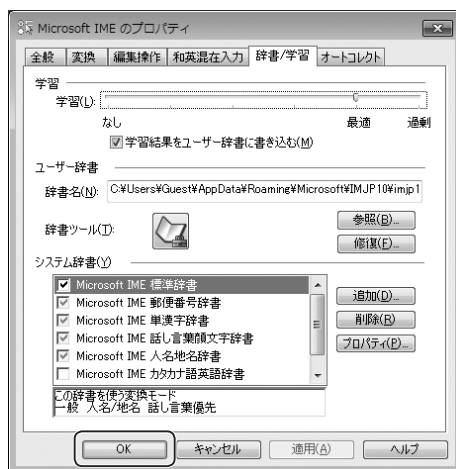 Microsoft IME のプロパティ
全般 変換 編集操作 和英混在入力 辞書/学習 オートコレクト
学習
学習(L):
なし 最適 過剰
学習結果をユーザー辞書に書き込む(M)
ユーザー辞書
辞書名(N): C:¥Users¥Guest¥AppData¥Roaming¥Microsoft¥IMJP10¥imjp1
参照(B)...
辞書ツール(T):
修復(E)...
システム辞書(Y)
Microsoft IME 標準辞書
追加(D)...
Microsoft IME 郵便番号辞書
Microsoft IME 単漢字辞書
削除(R)
Microsoft IME 話し言葉顔文字辞書
プロパティ(P)...
Microsoft IME 人名地名辞書
Microsoft IME カタカナ語英語辞書
この辞書を使う変換モード
一般 人名/地名 話し言葉優先
OK キャンセル 適用(A) ヘルプ